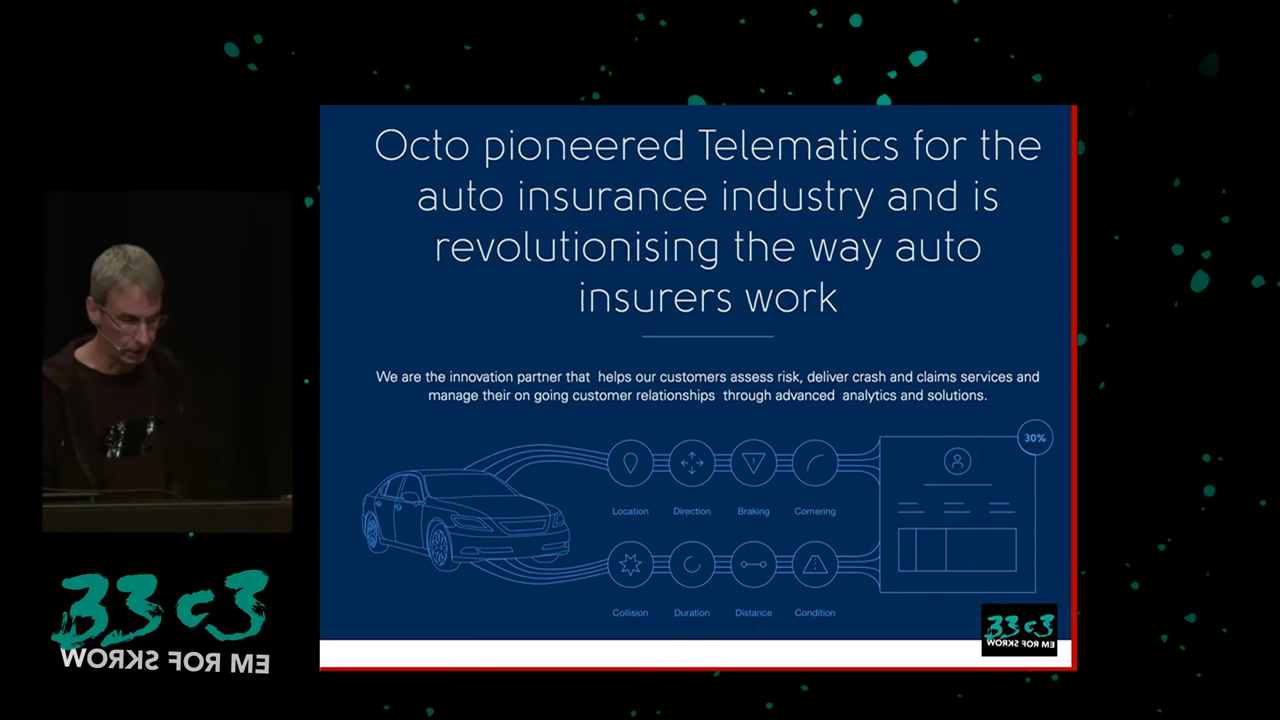 Octo pioneered Telematics for the
auto insurance industry and is
revolutionising the way auto
insurers work
We are the innovation partner that helps our customers assess risk, deliver crash and claims services and
manage their on going customer relationships through advanced analytics and solutions.
30%
Location Direction Braking Cornering
Collision Duration Distance Condition
33C3
WORKS FOR ME
33C3
WORKS FOR ME